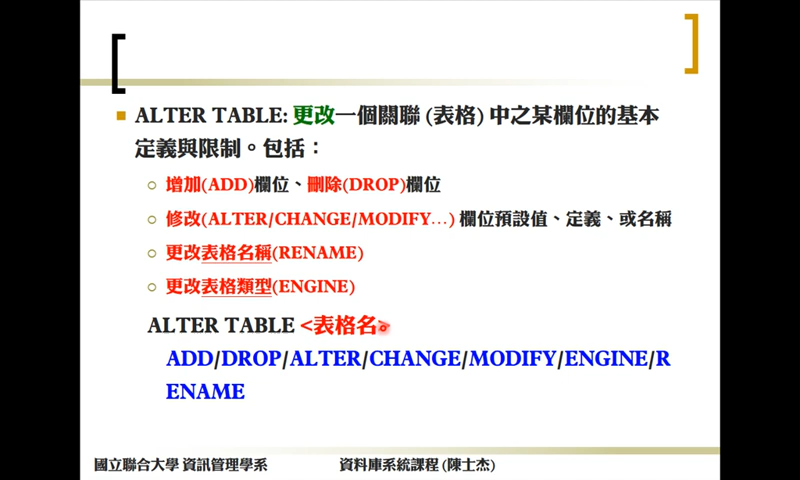 ALTER TABLE: 更改一個關聯 (表格) 中之某欄位的基本
定義與限制。包括：
增加(ADD)欄位、刪除(DROP)欄位
修改(ALTER/CHANGE/MODIFY…) 欄位預設值、定義、或名稱
更改表格名稱(RENAME)
更改表格類型(ENGINE)
ALTER TABLE <表格名>
ADD/DROP/ALTER/CHANGE/MODIFY/ENGINE/R
ENAME
國立聯合大學 資訊管理學系 資料庫系統課程 (陳士杰)